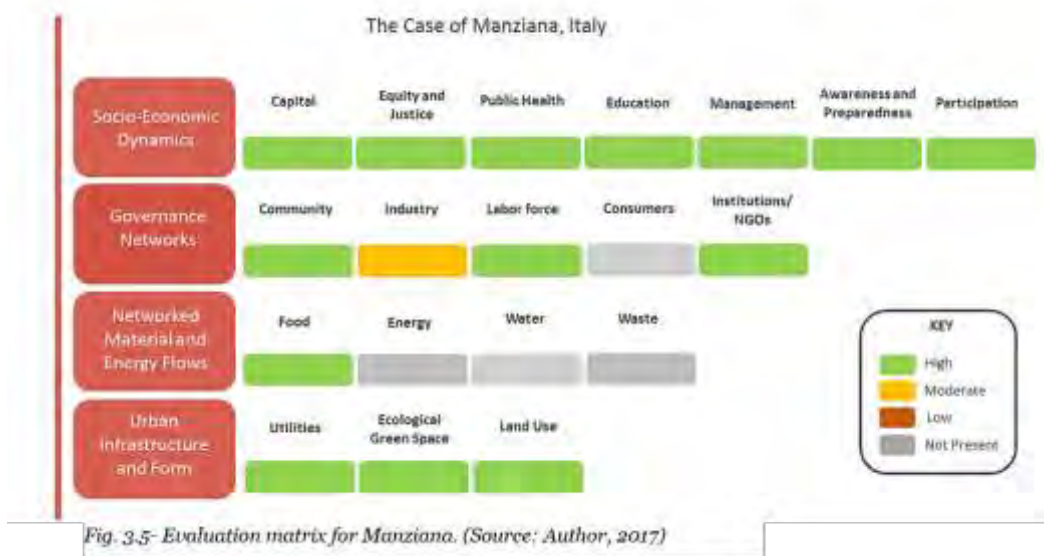 The Case of Manziana, Italy
Socio-Economic
Dynamics
Capital
Equity and
Justice
Public Health
Education
Management
Awareness and
Preparedness
Participation
Governance
Networks
Community
Industry
Labor force
Consumers
Institutions/
NGOs
Networked
Material and
Energy Flows
Food
Energy
Water
Waste
Urban
Infrastructure
and Form
Utilities
Ecological
Green Space
Land Use
KEY
High
Moderate
Low
Not Present
Fig. 3.5- Evaluation matrix for Manziana. (Source: Author, 2017)